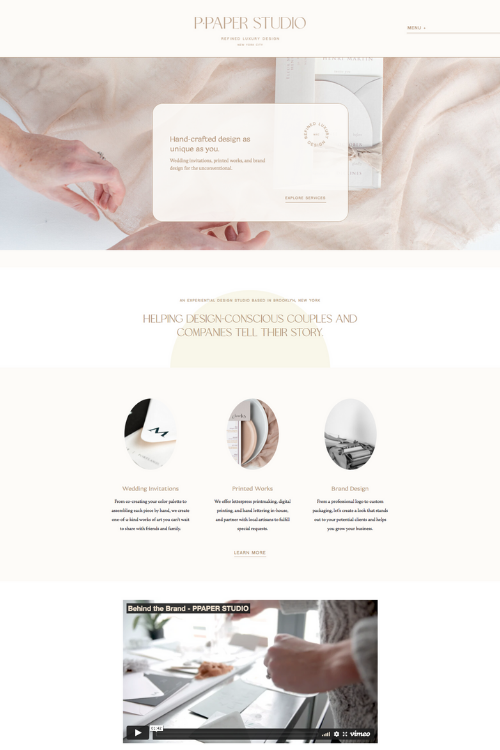 P·PAPER STUDIO
REFINED LUXURY DESIGN
NEW YORK CITY
MENU +
Hand-crafted design as
unique as you.
Wedding invitations, printed works, and brand
design for the unconventional.
REFINED LUXURY
BY
DESIGN
EXPLORE SERVICES
AN EXPERIENTIAL DESIGN STUDIO BASED IN BROOKLYN, NEW YORK
HELPING DESIGN-CONSCIOUS COUPLES AND
COMPANIES TELL THEIR STORY.
Wedding Invitations
From co-creating your color palette to
assembling each piece by hand, we create
one-of-a-kind works of art you can't wait
to share with friends and family.
Printed Works
We offer letterpress printmaking, digital
printing, and hand lettering in-house,
and partner with local artisans to fulfill
special requests.
Brand Design
From a professional logo to custom
packaging, let's create a look that stands
out to your potential clients and helps
you grow your business.
LEARN MORE
Behind the Brand - PPAPER STUDIO
vimeo